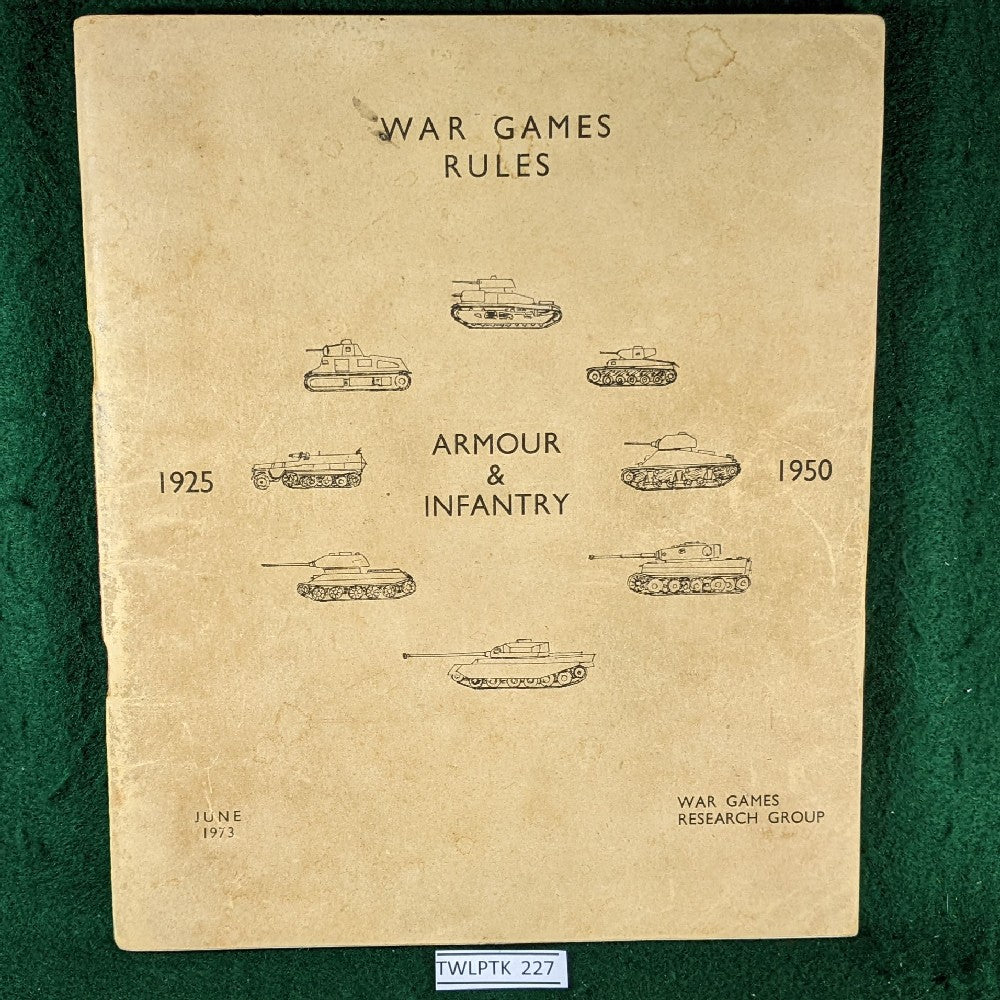 WAR GAMES
RULES
ARMOUR
&
INFANTRY
1925
1950
JUNE
1973
WAR GAMES
RESEARCH GROUP
TWLPTK 227